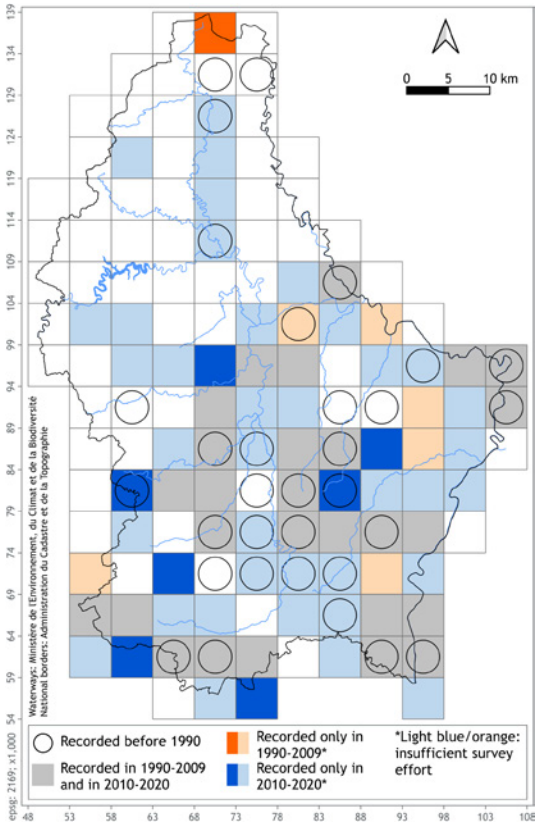 139
134
129
124
119
114
109
104
99
94
89
84
79
74
69
64
59
54
epsg: 2169; x1,000
0 5 10 km
Waterways: Ministère de l'Environnement, du Climat et de la Biodiversité
National borders: Administration du Cadastre et de la Topographie
Recorded before 1990
Recorded in 1990-2009
and in 2010-2020
Recorded only in
1990-2009*
Recorded only in
2010-2020*
*Light blue/orange:
insufficient survey
effort
48 53 58 63 68 73 78 83 88 93 98 103 108